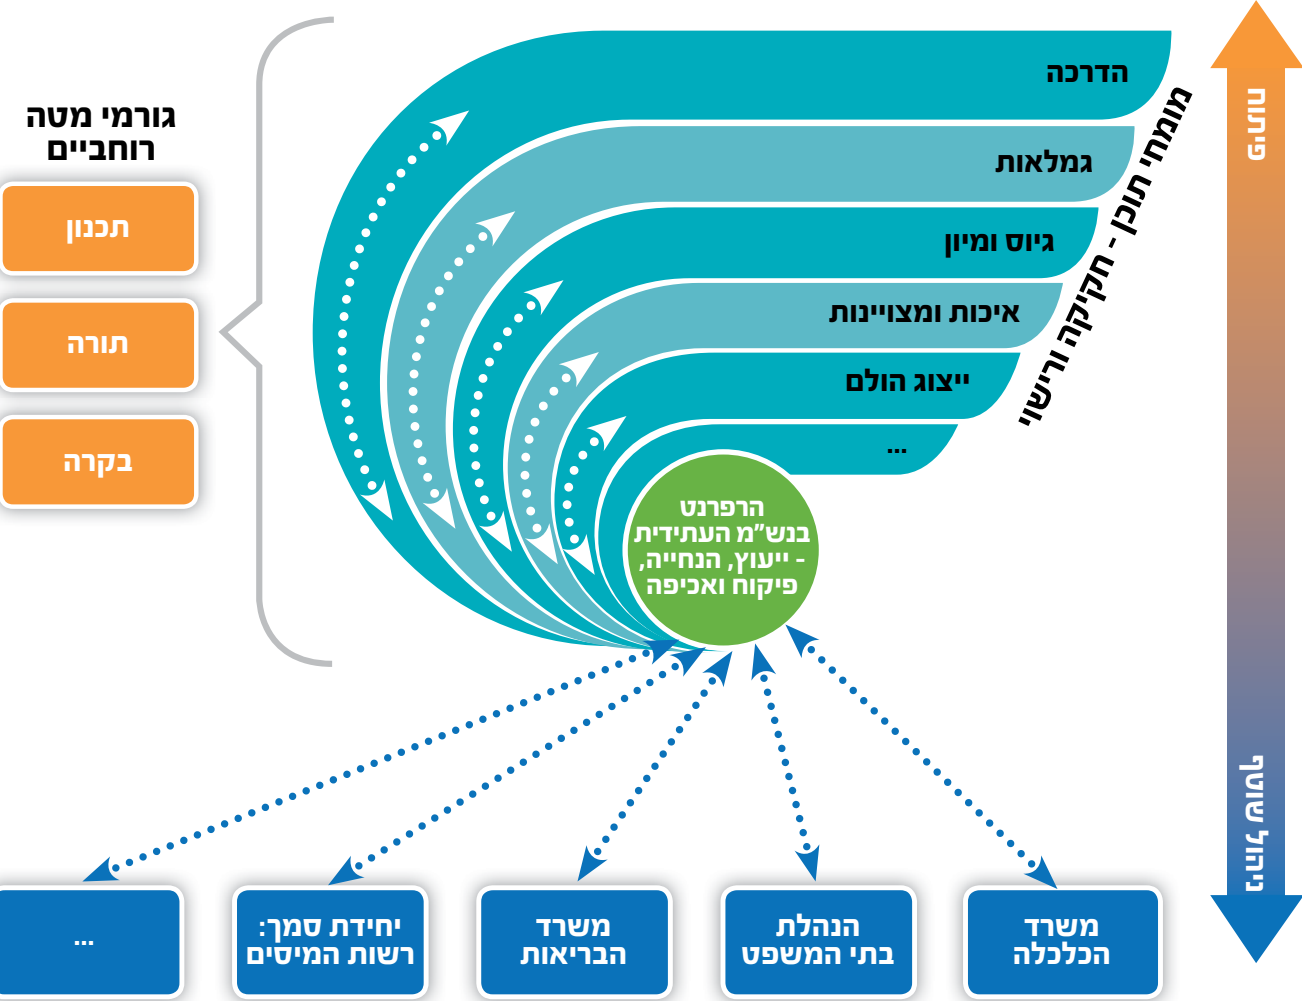 פיתוח
ניהול שוטף
מומחי תוכן - חקיקה ורישוי
הדרכה
גמלאות
גיוס ומיון
איכות ומצויינות
ייצוג הולם
...
גורמי מטה
רוחביים
תכנון
תורה
בקרה
הרפרנט
בנש"מ העתידית
- ייעוץ, הנחייה,
פיקוח ואכיפה
משרד
הכלכלה
הנהלת
בתי המשפט
משרד
הבריאות
יחידת סמך:
רשות המיסים
...